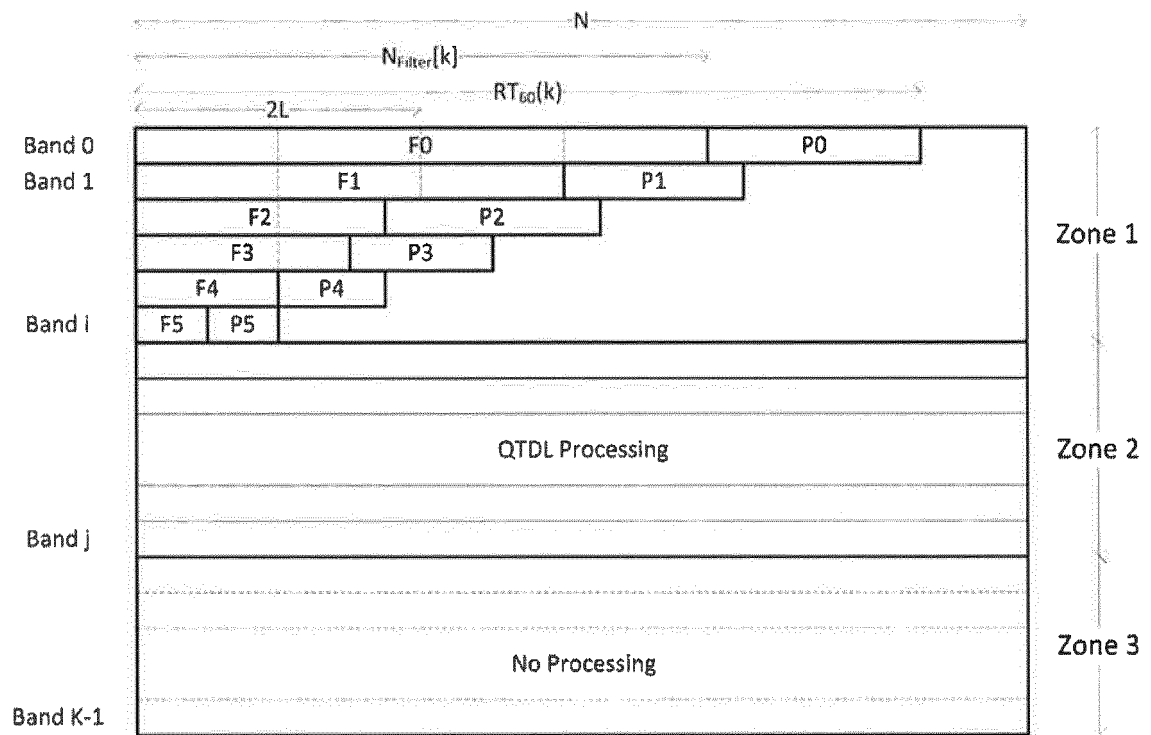 N
N_Filter[k]
RT_60(k)
2L
Band 0 F0 P0
Band 1 F1 P1
F2 P2
Zone 1
F3 P3
F4 P4
Band i F5 P5
QTDL Processing
Zone 2
Band j
Zone 3
No Processing
Band K-1